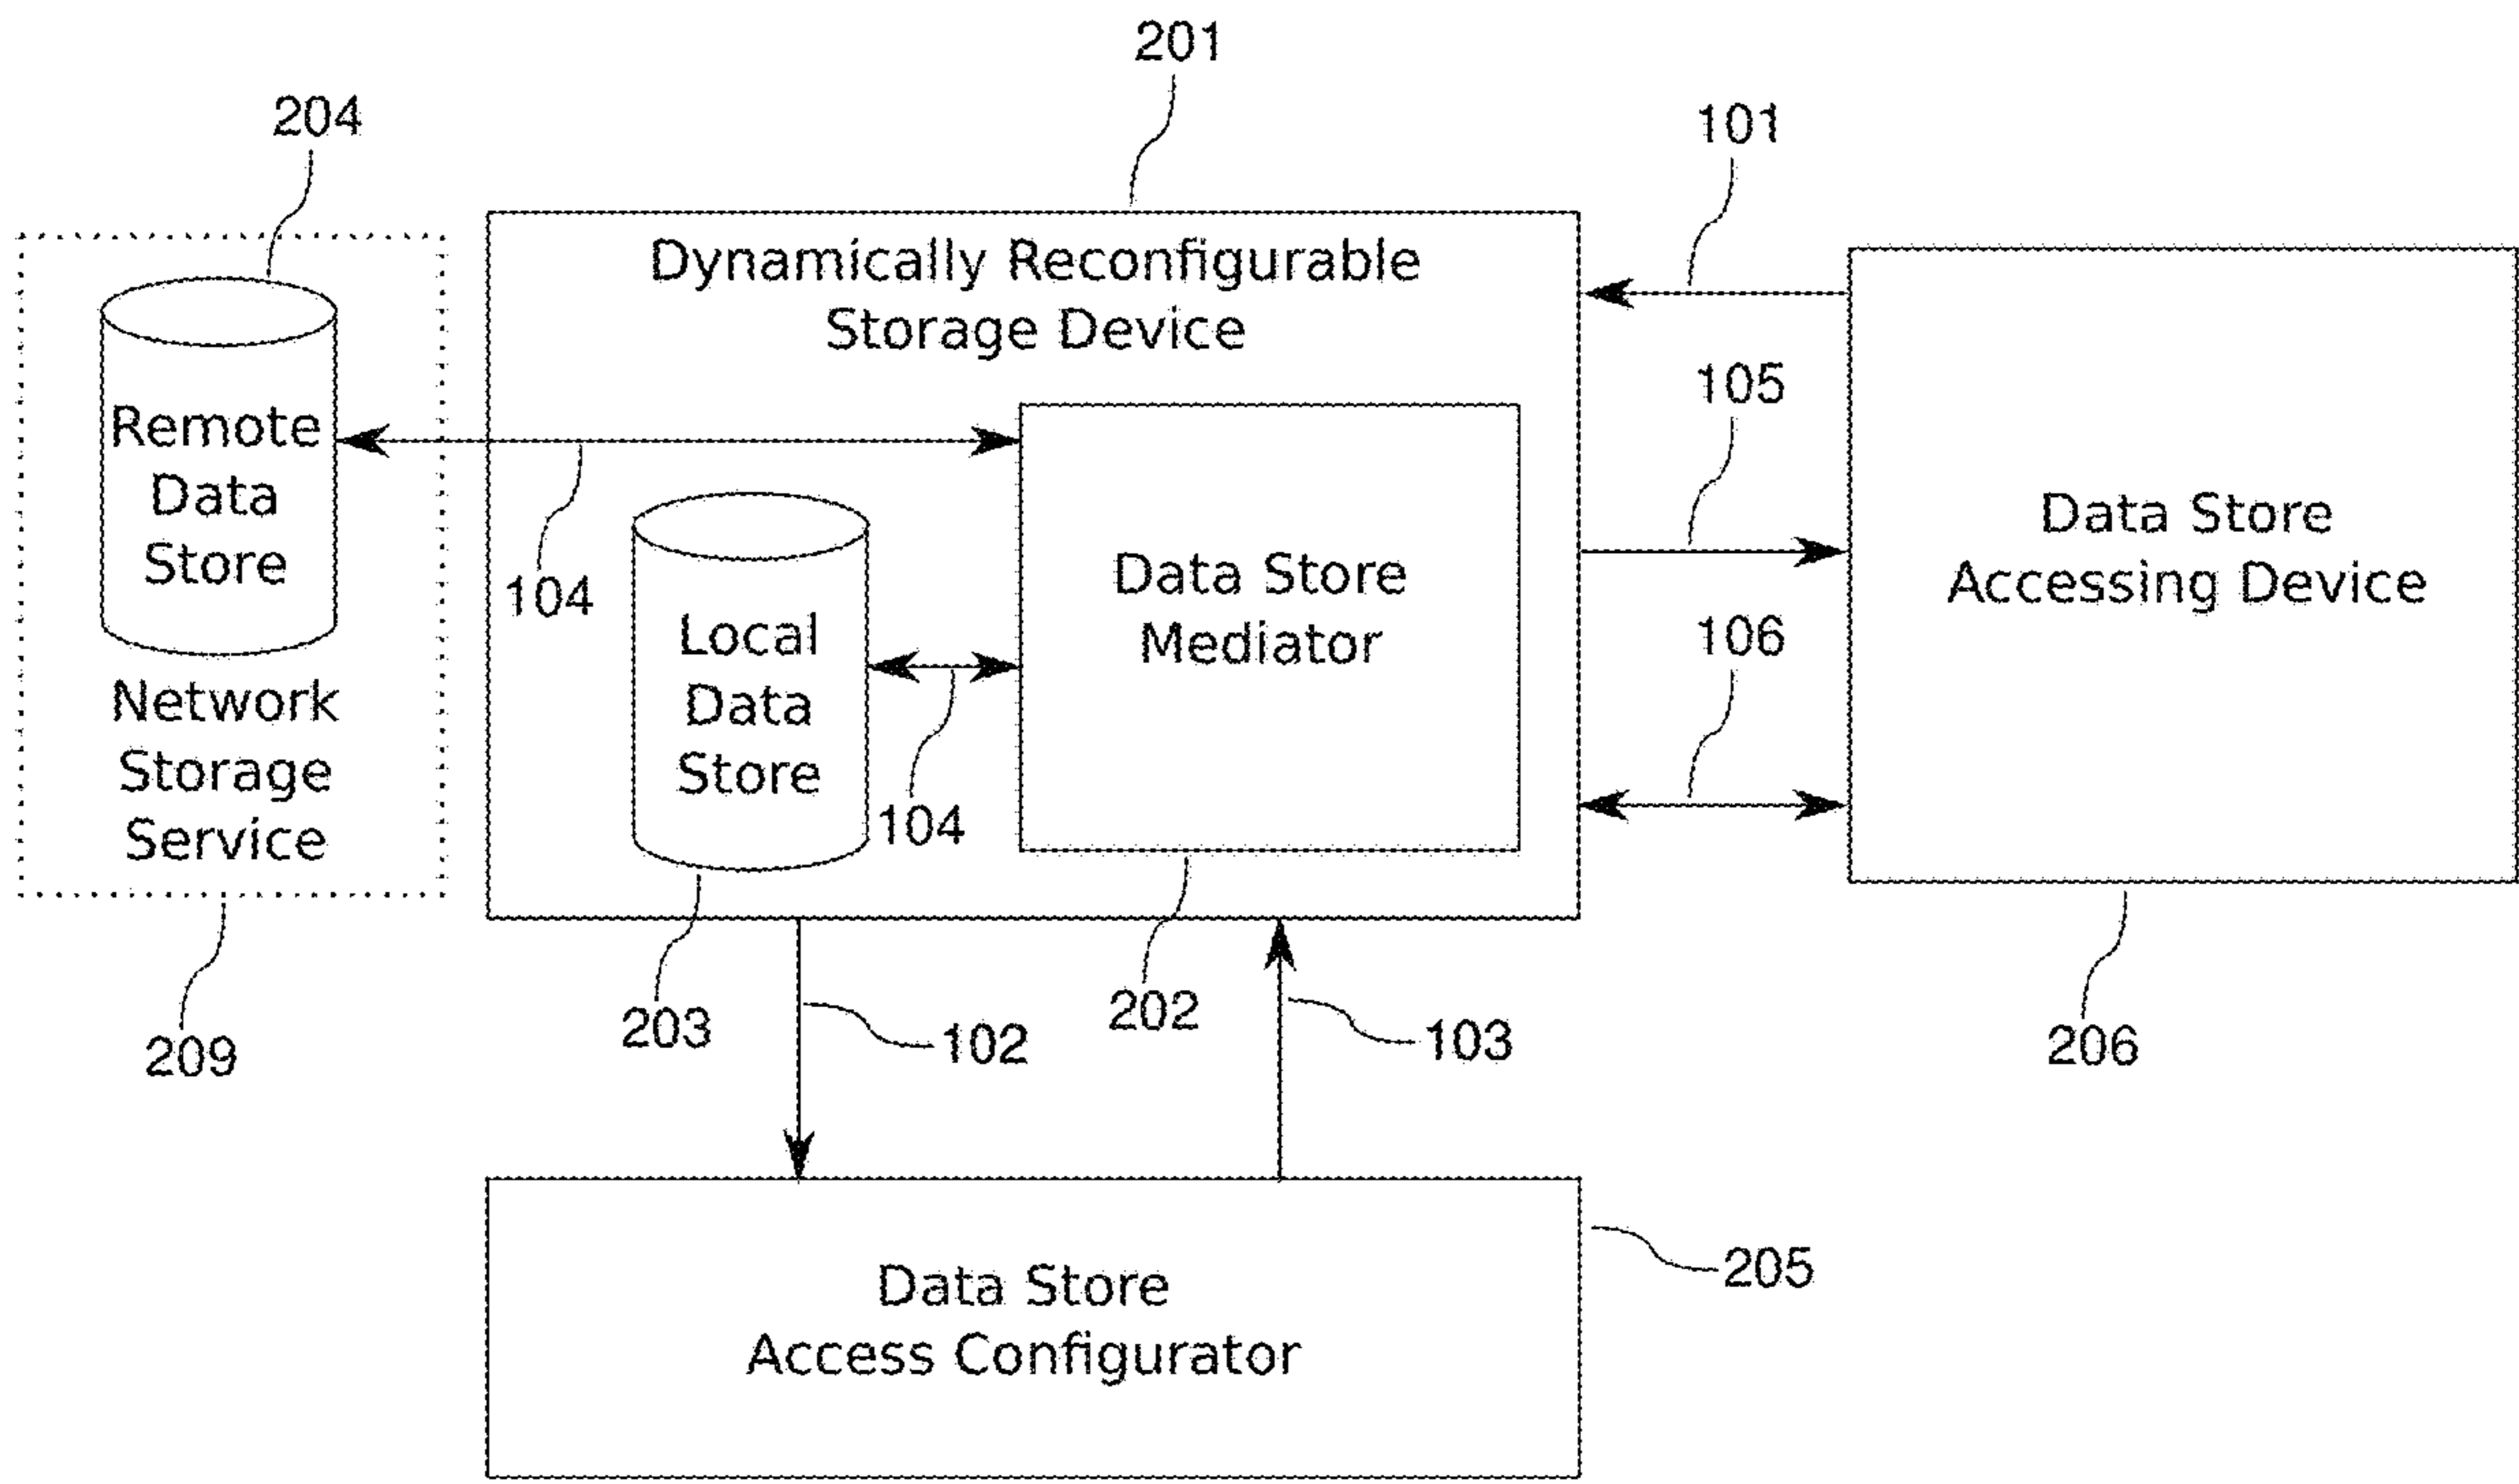 201
204
101
Dynamically Reconfigurable
Storage Device
105
Remote
Data
Store
Data Store
Accessing Device
104
Data Store
Mediator
Local
Data
Store
106
104
Network
Storage
Service
203
202
102
103
209
206
205
Data Store
Access Configurator